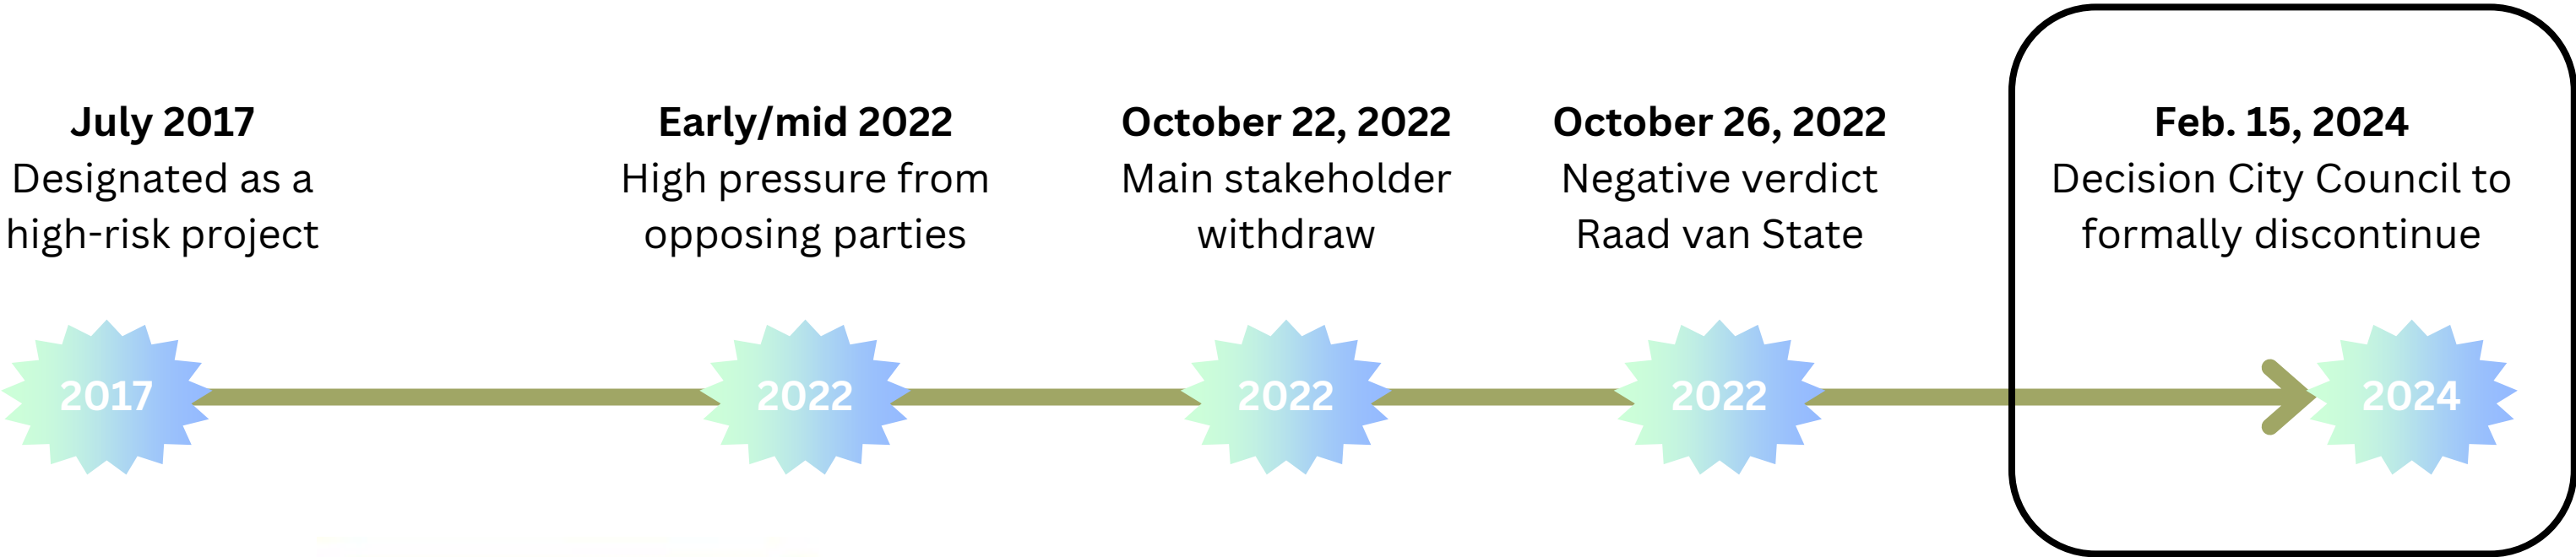 July 2017
Designated as a
high-risk project
Early/mid 2022
High pressure from
opposing parties
October 22, 2022
Main stakeholder
withdraw
October 26, 2022
Negative verdict
Raad van State
Feb. 15, 2024
Decision City Council to
formally discontinue
2017
2022
2022
2022
2024